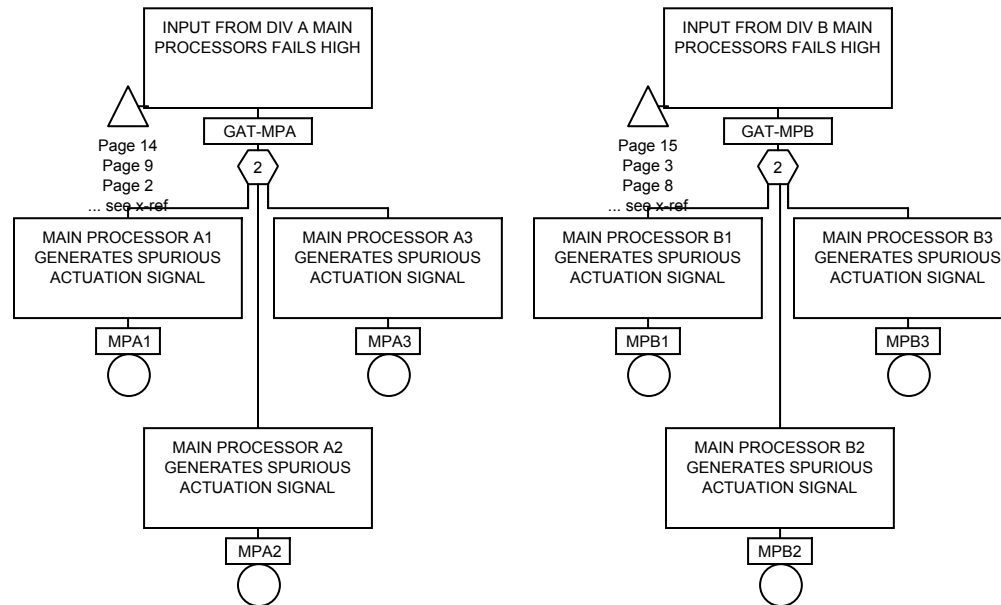 INPUT FROM DIV A MAIN
PROCESSORS FAILS HIGH
GAT-MPA
Page 14
Page 9
Page 2
... see x-ref
2
MAIN PROCESSOR A1
GENERATES SPURIOUS
ACTUATION SIGNAL
MPA1
MAIN PROCESSOR A3
GENERATES SPURIOUS
ACTUATION SIGNAL
MPA3
MAIN PROCESSOR A2
GENERATES SPURIOUS
ACTUATION SIGNAL
MPA2
INPUT FROM DIV B MAIN
PROCESSORS FAILS HIGH
GAT-MPB
Page 15
Page 3
Page 8
... see x-ref
2
MAIN PROCESSOR B1
GENERATES SPURIOUS
ACTUATION SIGNAL
MPB1
MAIN PROCESSOR B3
GENERATES SPURIOUS
ACTUATION SIGNAL
MPB3
MAIN PROCESSOR B2
GENERATES SPURIOUS
ACTUATION SIGNAL
MPB2